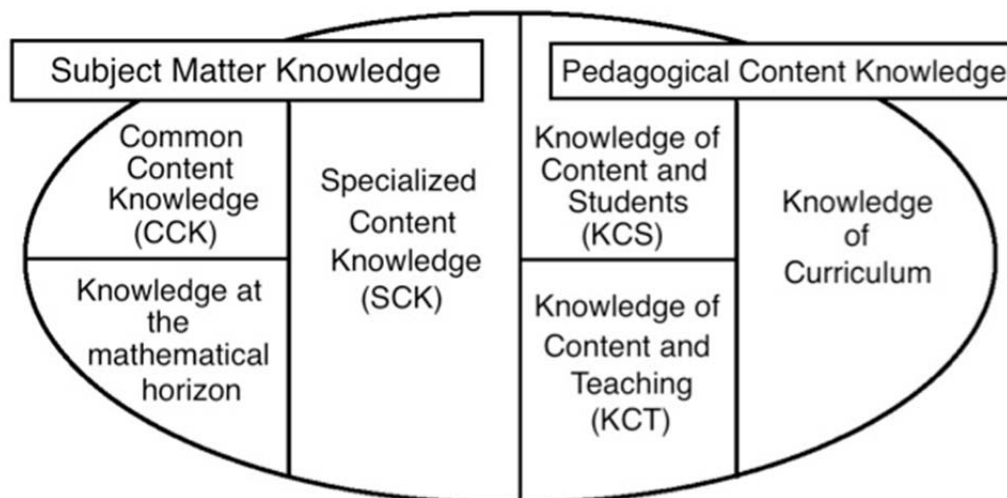 Subject Matter Knowledge
Pedagogical Content Knowledge
Common
Content
Knowledge
(CCK)
Knowledge at
the
mathematical
horizon
Specialized
Content
Knowledge
(SCK)
Knowledge of
Content and
Students
(KCS)
Knowledge of
Content and
Teaching
(KCT)
Knowledge
of
Curriculum